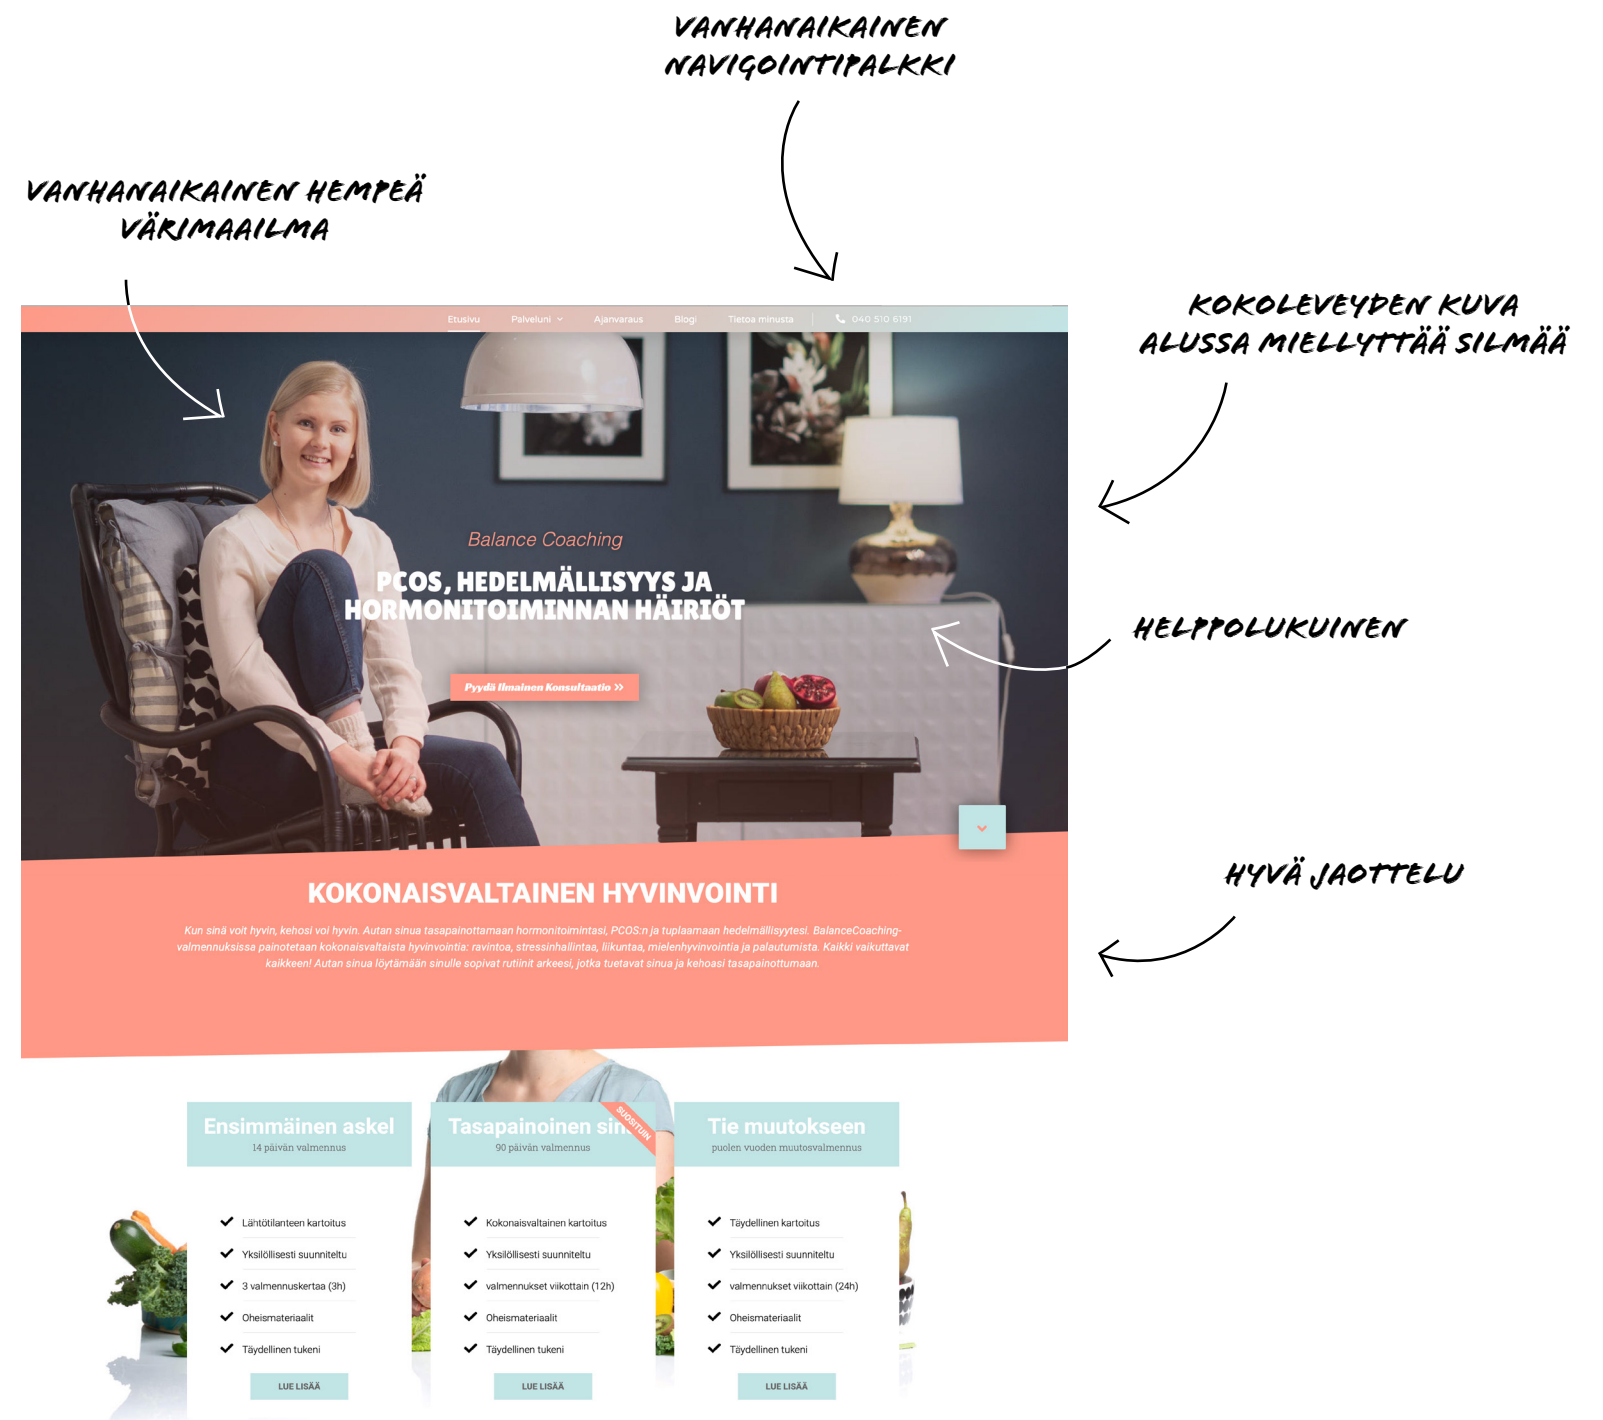 VANHANAIKAINEN
NAVIGOINTIPALKKI
VANHANAIKAINEN HEMPEÄ
VÄRIMAAILMA
KOKOLEVEYDEN KUVA
ALUSSA MIELLYTTÄÄ SILMÄÄ
Etusivu Palveluni Ajanvaraus Blogi Tietoa minusta 040 510 6191
Balance Coaching
PCOS, HEDELMÄLLISYYS JA
HORMONITOIMINNAN HÄIRIÖT
HELPPOLUKUINEN
Pyydä Ilmainen Konsultaatio »
HYVÄ JAOTTELU
KOKONAISVALTAINEN HYVINVOINTI
Kun sinä voit hyvin, kehosi voi hyvin. Autan sinua tasapainottamaan hormonitoimintasi, PCOS:n ja tuplaamaan hedelmällisyytesi. BalanceCoaching-
valmennuksissa painotetaan kokonaisvaltaista hyvinvointia: ravintoa, stressinhallintaa, liikuntaa, mielenhyvinvointia ja palautumista. Kaikki vaikuttavat
kaikkeen! Autan sinua löytämään sinulle sopivat rutiinit arkeesi, jotka tuetavat sinua ja kehoasi tasapainottumaan.
Ensimmäinen askel
14 päivän valmennus
Lähtötilanteen kartoitus
Yksilöllisesti suunniteltu
3 valmennuskertaa (3h)
Oheismateriaalit
Täydellinen tukeni
LUE LISÄÄ
Tasapainoinen sin
SUOSITUIN
90 päivän valmennus
Kokonaisvaltainen kartoitus
Yksilöllisesti suunniteltu
valmennukset viikottain (12h)
Oheismateriaalit
Täydellinen tukeni
LUE LISÄÄ
Tie muutokseen
puolen vuoden muutosvalmennus
Täydellinen kartoitus
Yksilöllisesti suunniteltu
valmennukset viikottain (24h)
Oheismateriaalit
Täydellinen tukeni
LUE LISÄÄ